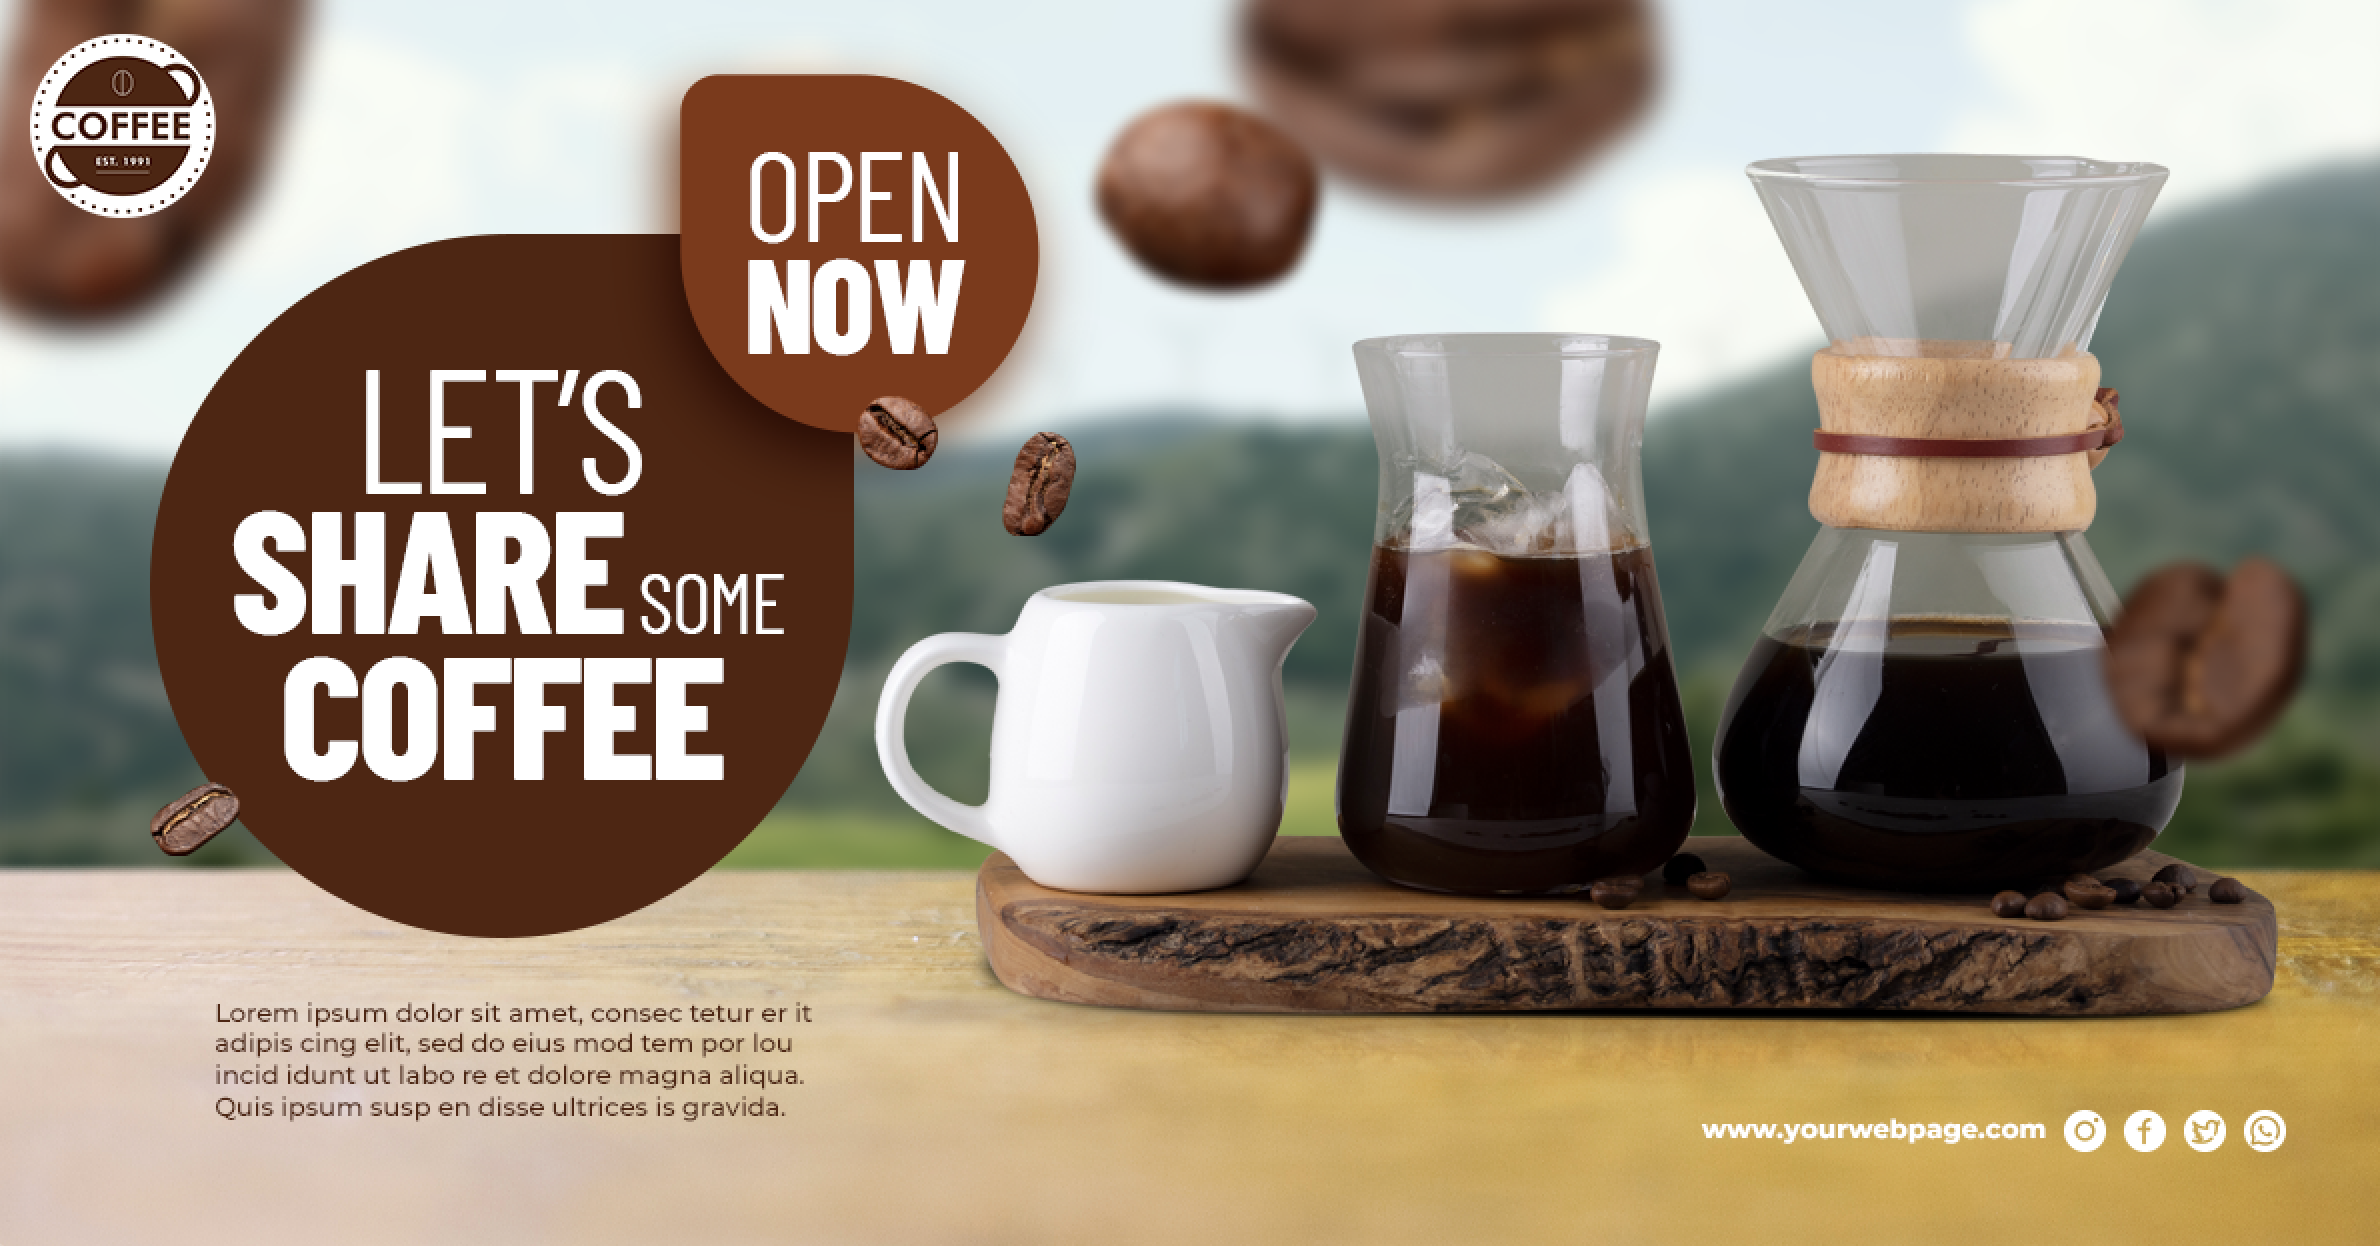 COFFEE
EST. 1991
OPEN
NOW
LET'S
SHARE SOME
COFFEE
Lorem ipsum dolor sit amet, consec tetur er it
adipis cing elit, sed do eius mod tem por lou
incid idunt ut labo re et dolore magna aliqua.
Quis ipsum susp en disse ultrices is gravida.
www.yourwebpage.com